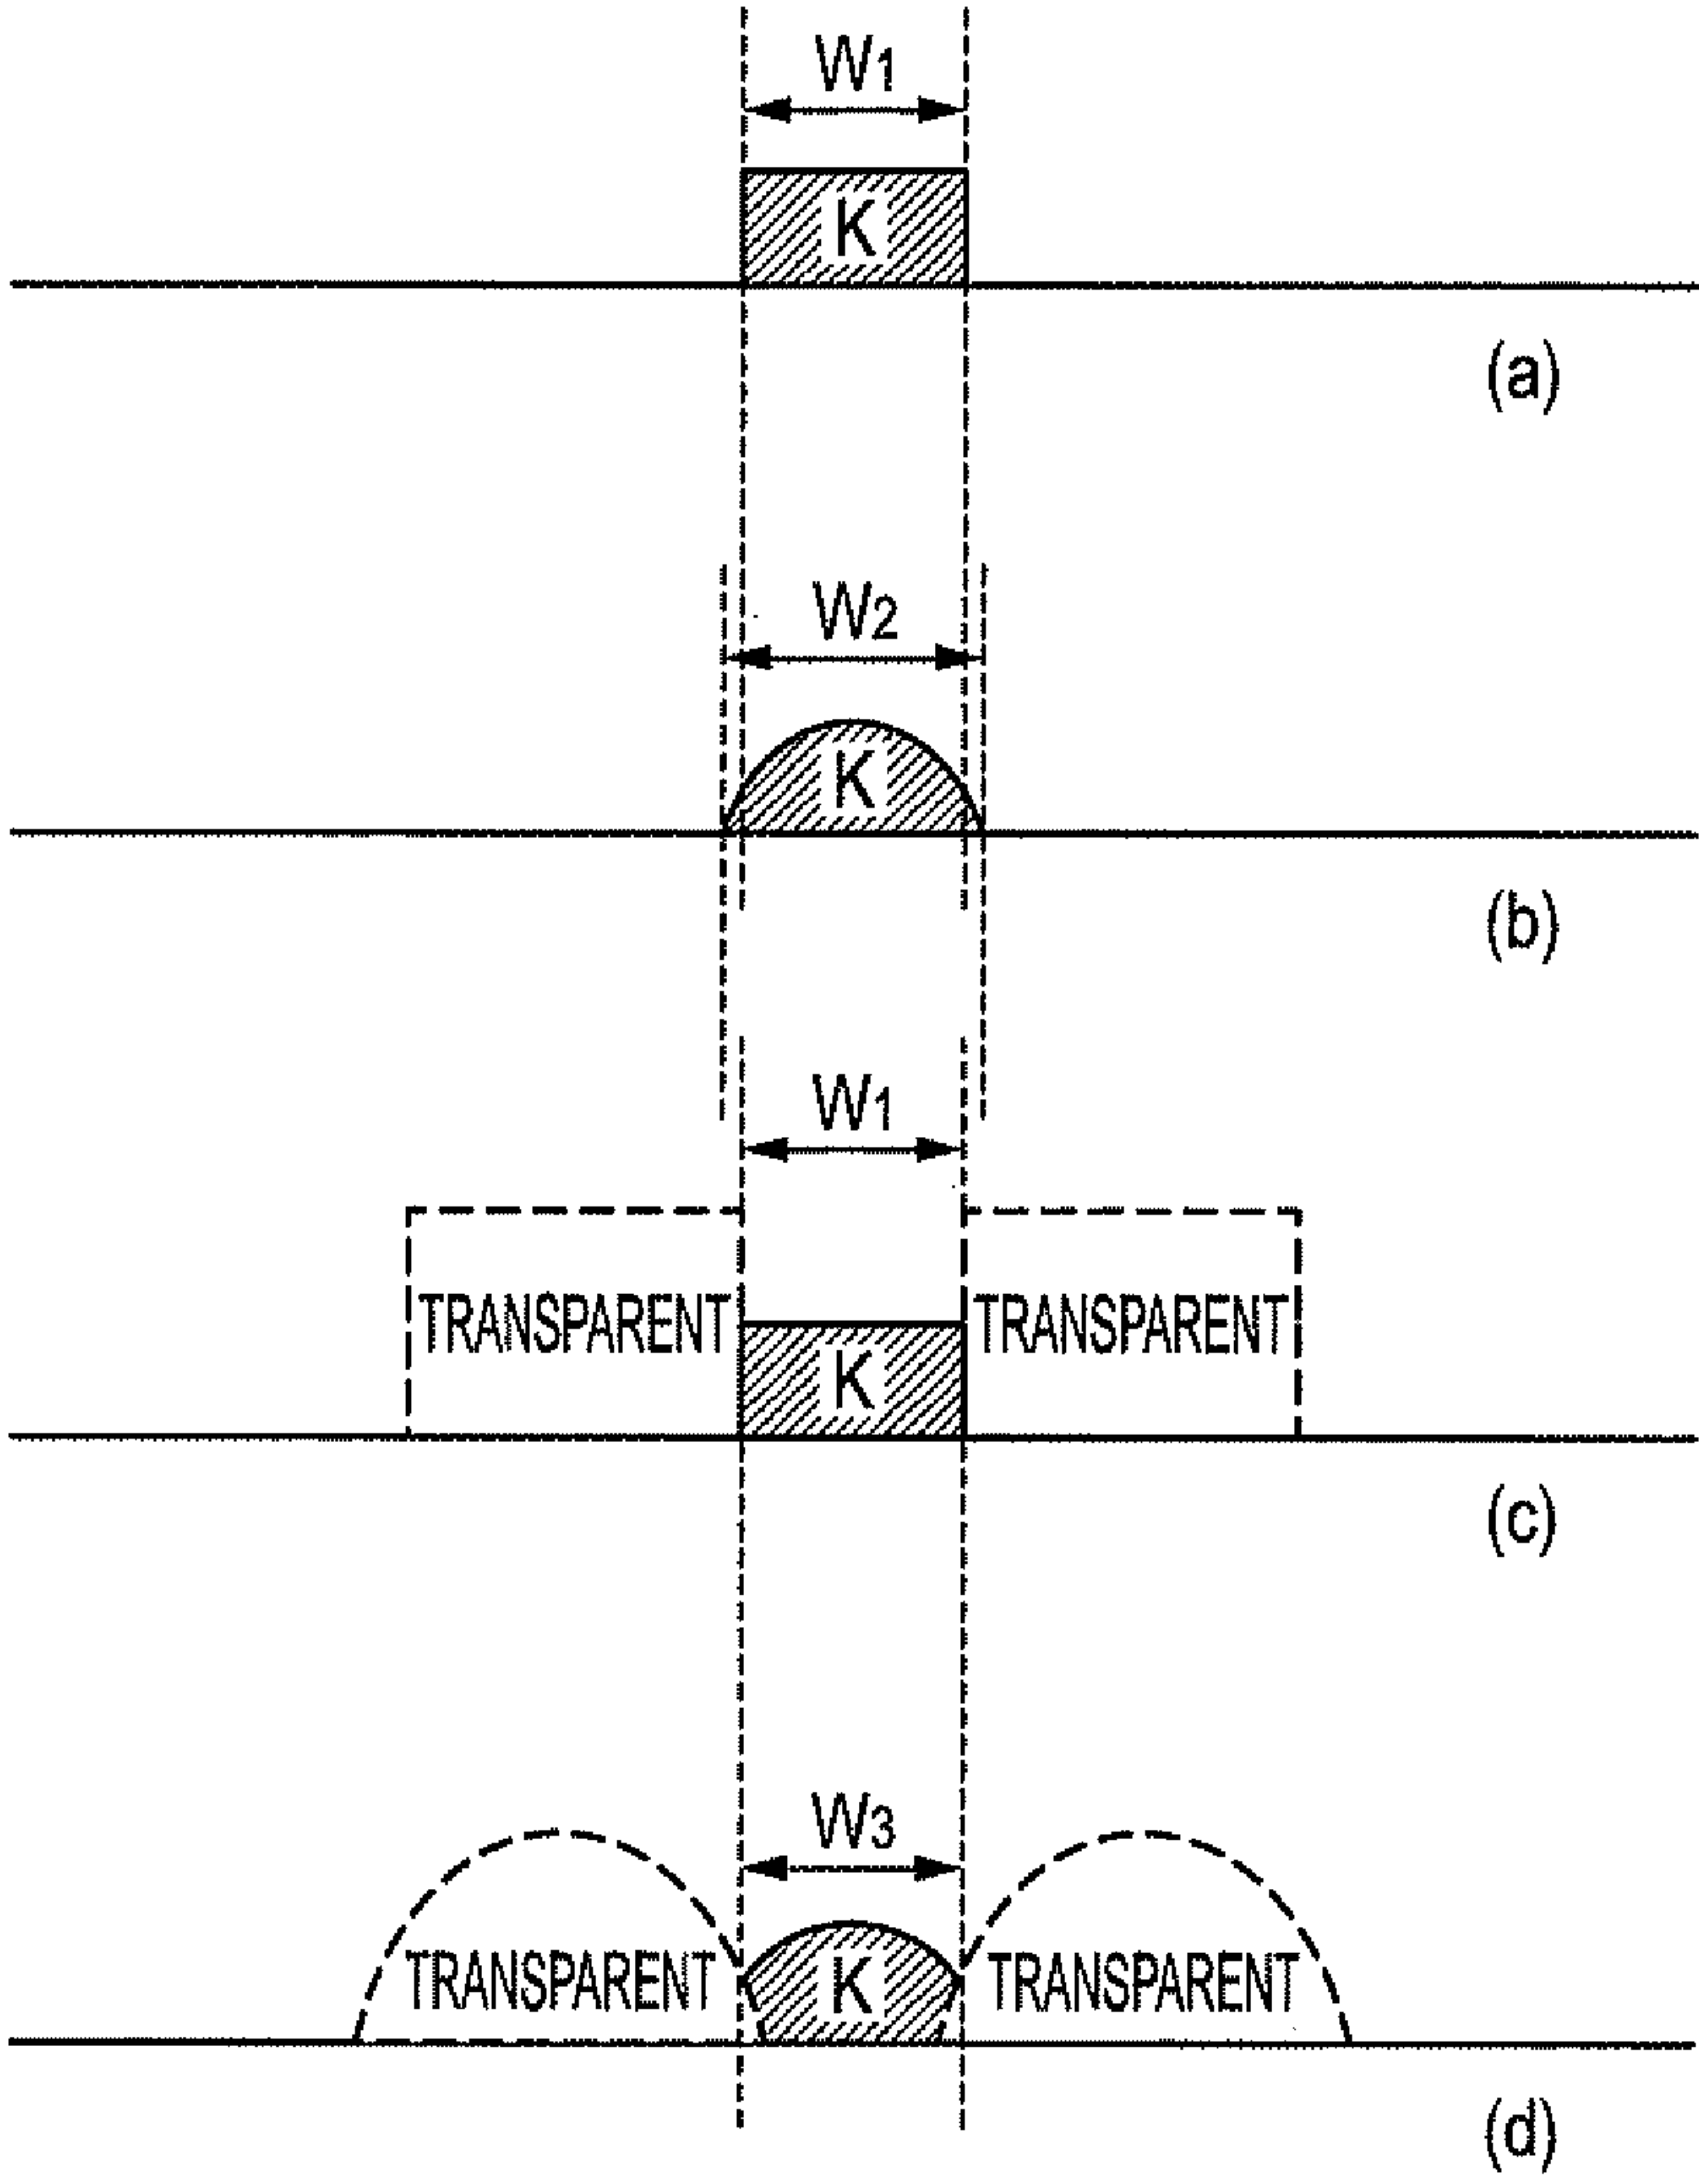 W1
K
(a)
W2
K
(b)
W1
TRANSPARENT K TRANSPARENT
(c)
W3
TRANSPARENT K TRANSPARENT
(d)